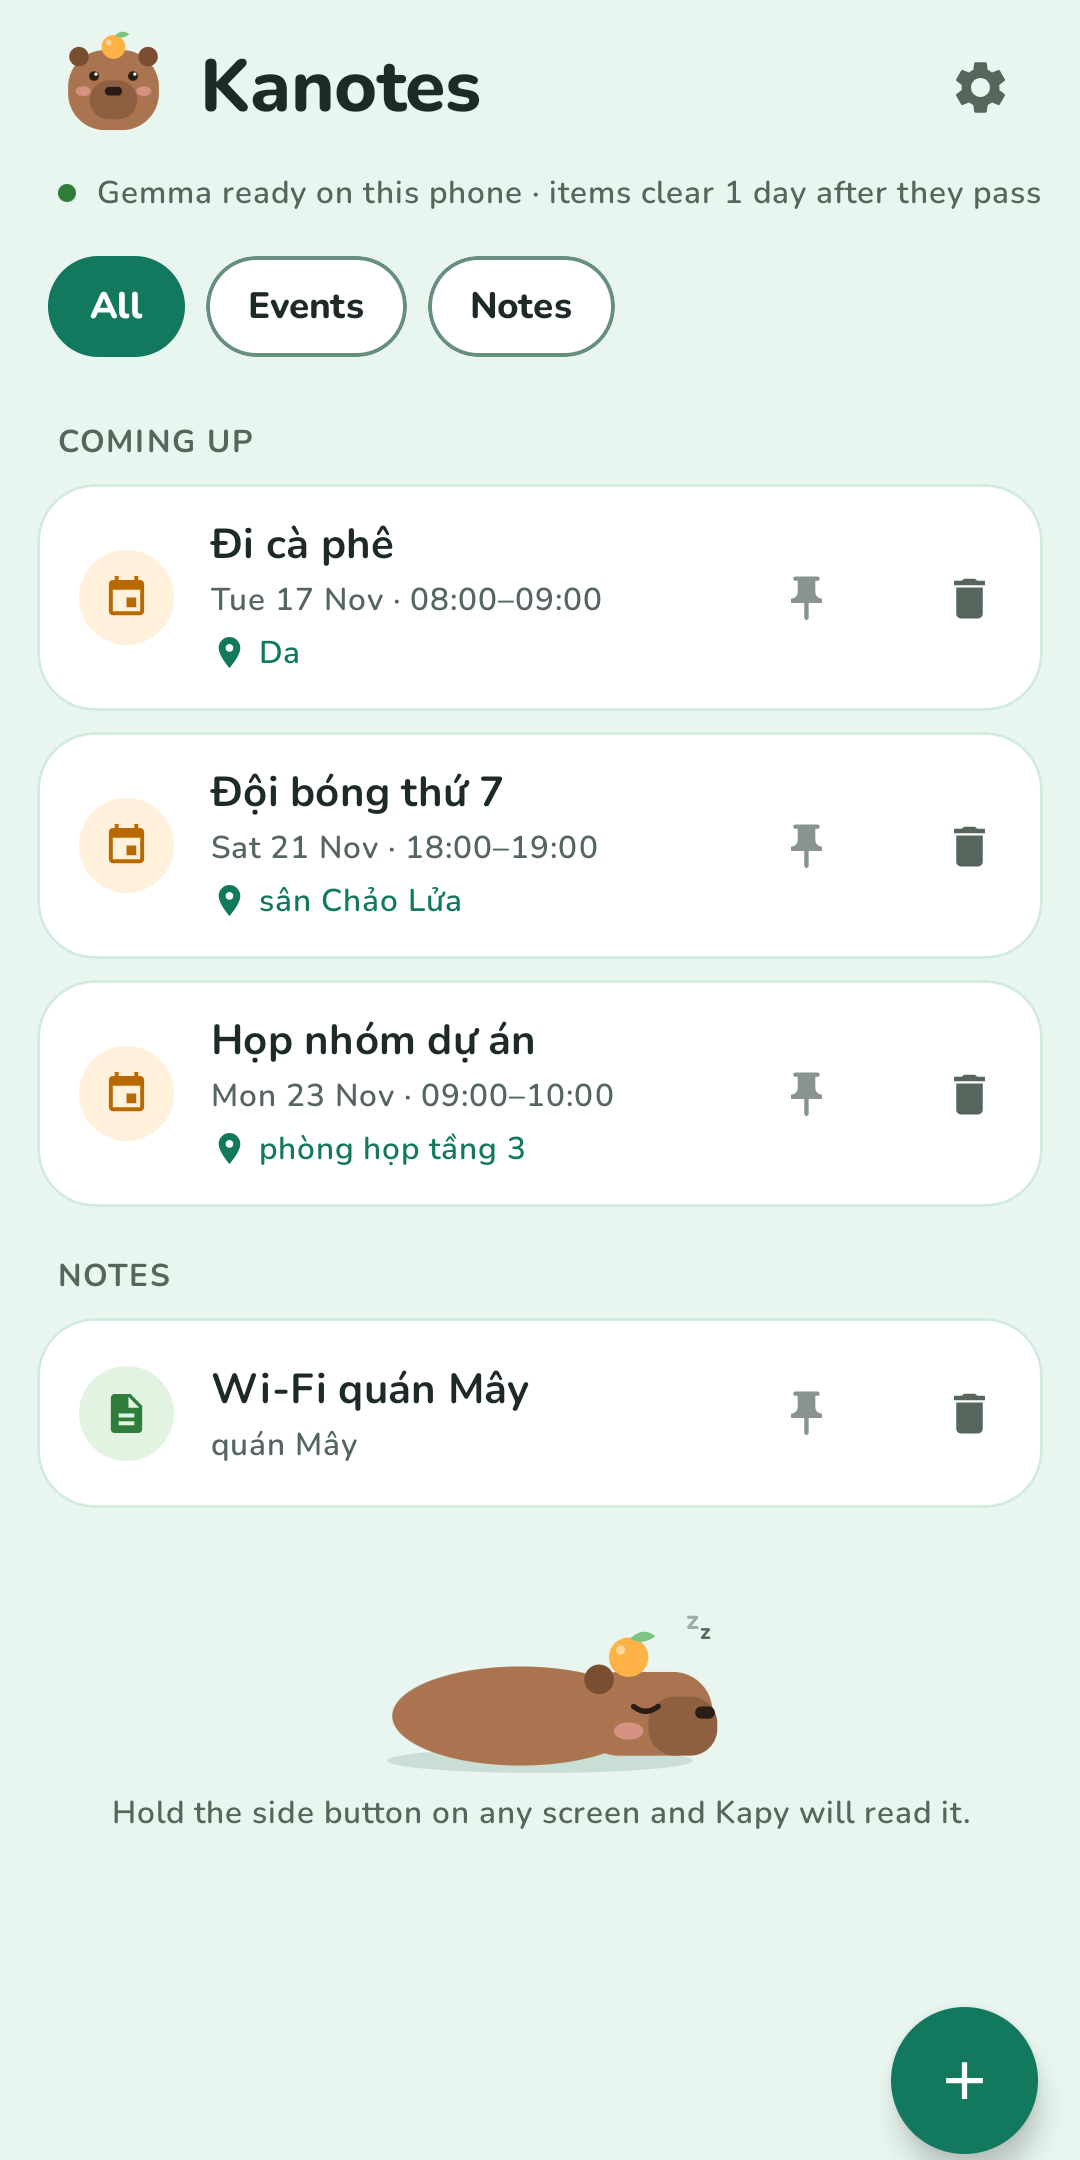 Kanotes
Gemma ready on this phone · items clear 1 day after they pass
All
Events
Notes
COMING UP
Đi cà phê
Tue 17 Nov · 08:00–09:00
Da
Đội bóng thứ 7
Sat 21 Nov · 18:00–19:00
sân Chảo Lửa
Họp nhóm dự án
Mon 23 Nov · 09:00–10:00
phòng họp tầng 3
NOTES
Wi-Fi quán Mây
quán Mây
z
z
Hold the side button on any screen and Kapy will read it.